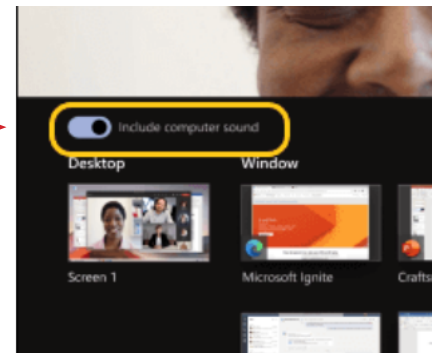 Include computer sound
Desktop
Window
Screen 1
Microsoft Ignite
Crafts